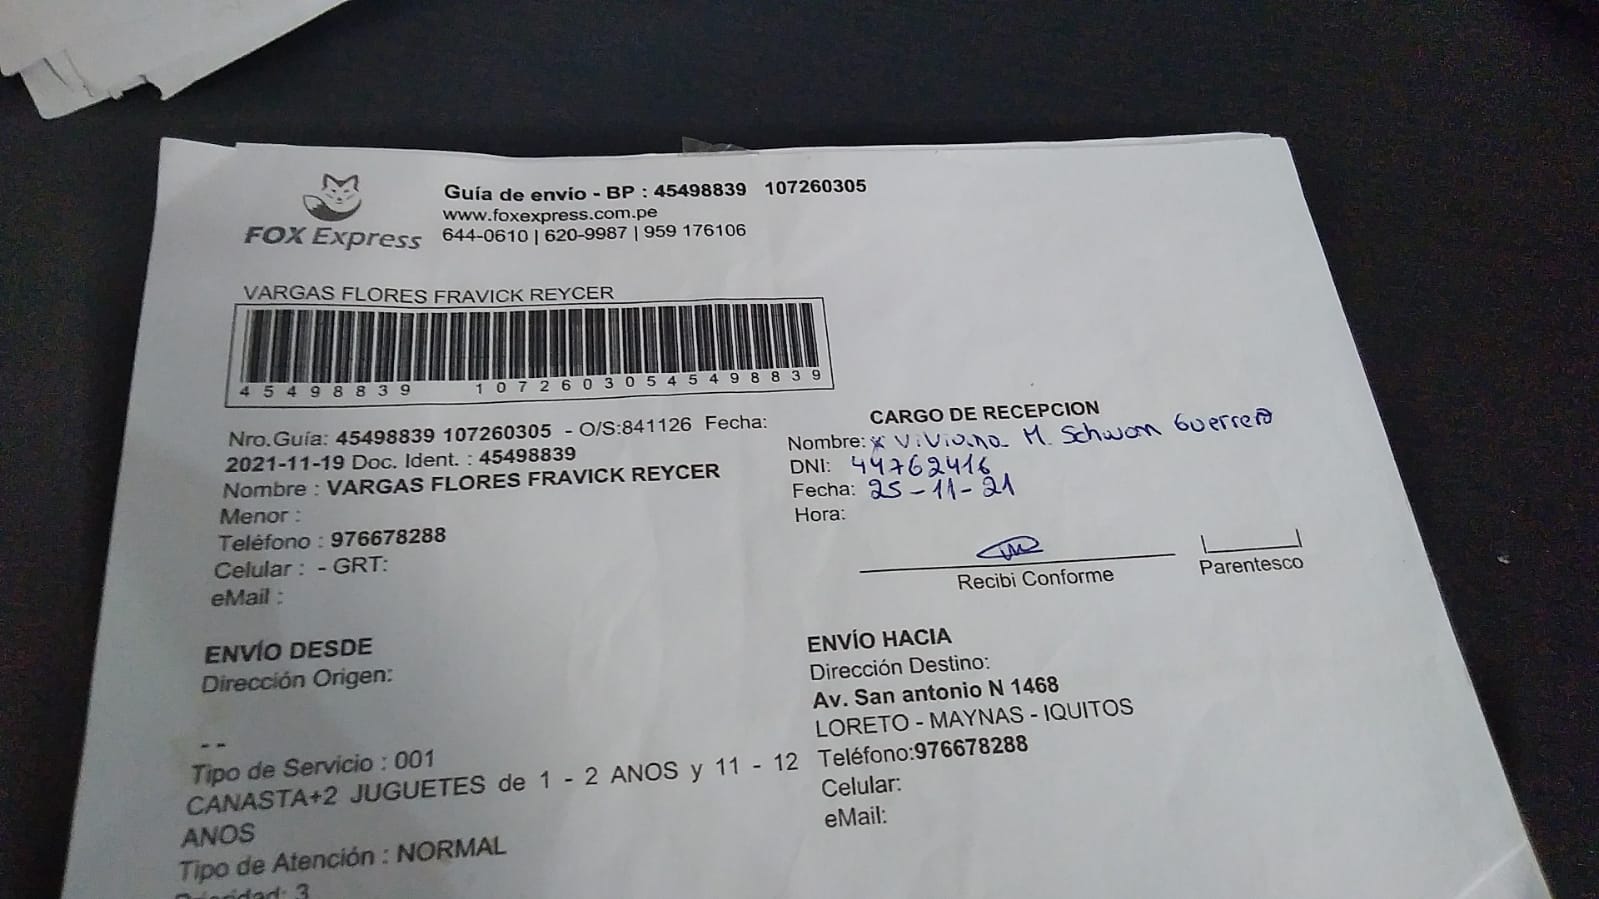 FOX Express
Guía de envío - BP : 45498839 107260305
www.foxexpress.com.pe
644-0610 | 620-9987 | 959 176106
VARGAS FLORES FRAVICK REYCER
45498839 1072603054549 8839
Nro.Guía: 45498839 107260305 - O/S:841126 Fecha:
2021-11-19 Doc. Ident. : 45498839
Nombre : VARGAS FLORES FRAVICK REYCER
Menor :
Teléfono : 976678288
Celular : - GRT:
eMail :
CARGO DE RECEPCION
Nombre: x Viviana M. Schwan Guerrero
DNI: 44762416
Fecha: 25-11-21
Hora:
Recibi Conforme
Parentesco
ENVÍO DESDE
Dirección Origen:
- -
Tipo de Servicio : 001
CANASTA+2 JUGUETES de 1 - 2 ANOS y 11 - 12
ANOS
Tipo de Atención : NORMAL
Prioridad: 3
ENVÍO HACIA
Dirección Destino:
Av. San antonio N 1468
LORETO - MAYNAS - IQUITOS
Teléfono:976678288
Celular:
eMail: